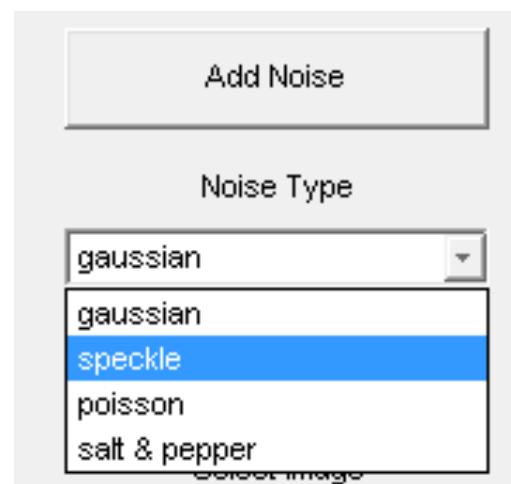 Add Noise
Noise Type
gaussian
gaussian
speckle
poisson
salt & pepper